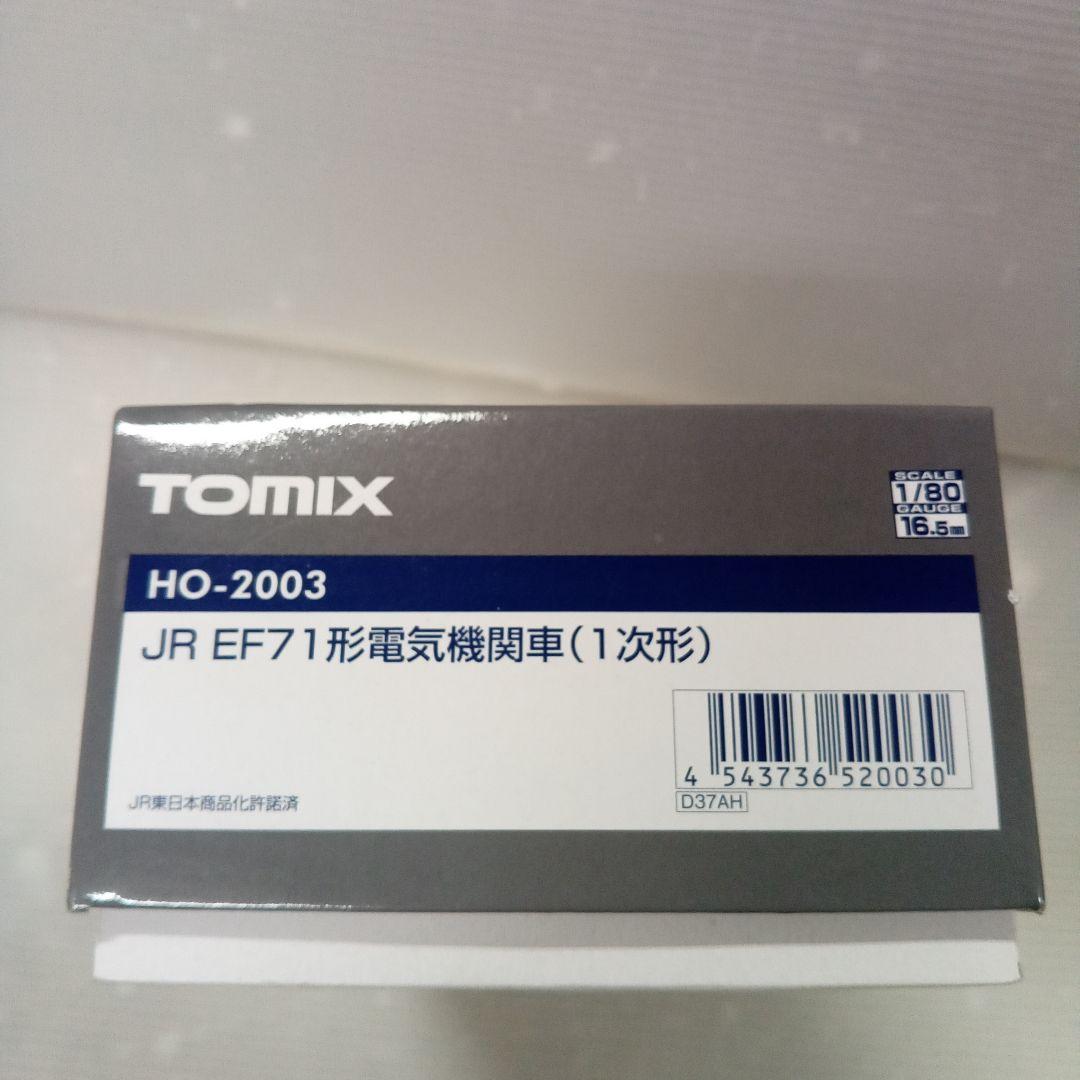 TOMIX
SCALE
1/80
GAUGE
16.5mm
HO-2003
JR EF71形電気機関車(1次形)
4 543736 520030
D37AH
JR東日本商品化許諾済